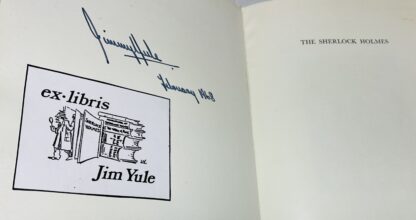 Jimmy Yule
February
ex·libris
Jim Yule
THE SHERLOCK HOLMES